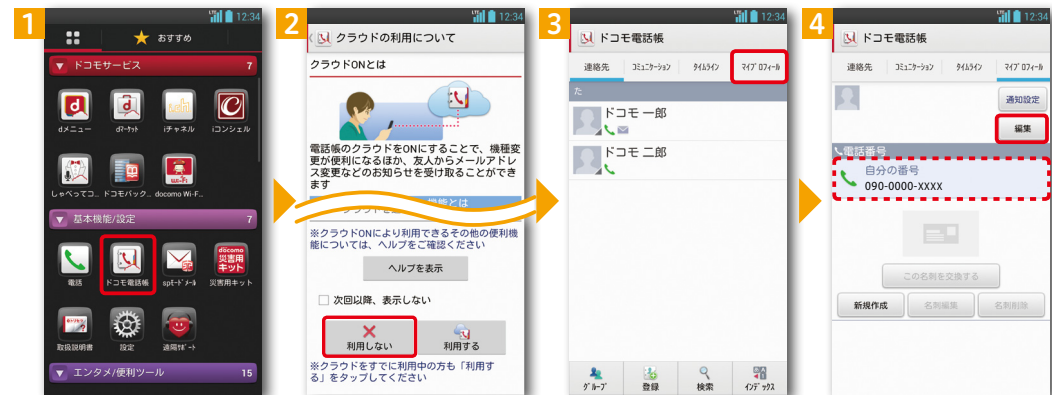 1
12:34
おすすめ
ドコモサービス 7
dメニュー
dマーケット
iチャネル
iコンシェル
しゃべってコ...
ドコモバック...
docomo Wi-F...
基本機能/設定 7
電話
ドコモ電話帳
spモードメール
docomo
災害用
キット
災害用キット
取扱説明書
設定
遠隔サポート
エンタメ/便利ツール 15
2
12:34
クラウドの利用について
クラウドONとは
電話帳のクラウドをONにすることで、機種変
更が便利になるほか、友人からメールアドレ
ス変更などのお知らせを受け取ることができ
ます
※クラウドONにより利用できるその他の便利機
能については、ヘルプをご確認ください
ヘルプを表示
次回以降、表示しない
利用しない
利用する
※クラウドをすでに利用中の方も「利用す
る」をタップしてください
3
12:34
ドコモ電話帳
連絡先 コミュニケーション タイムライン マイプロフィール
た
ドコモ 一郎
ドコモ 二郎
グループ 登録 検索 インデックス
4
12:34
ドコモ電話帳
連絡先 コミュニケーション タイムライン マイプロフィール
通知設定
編集
電話番号
自分の番号
090-0000-XXXX
この名刺を交換する
新規作成 名刺編集 名刺削除